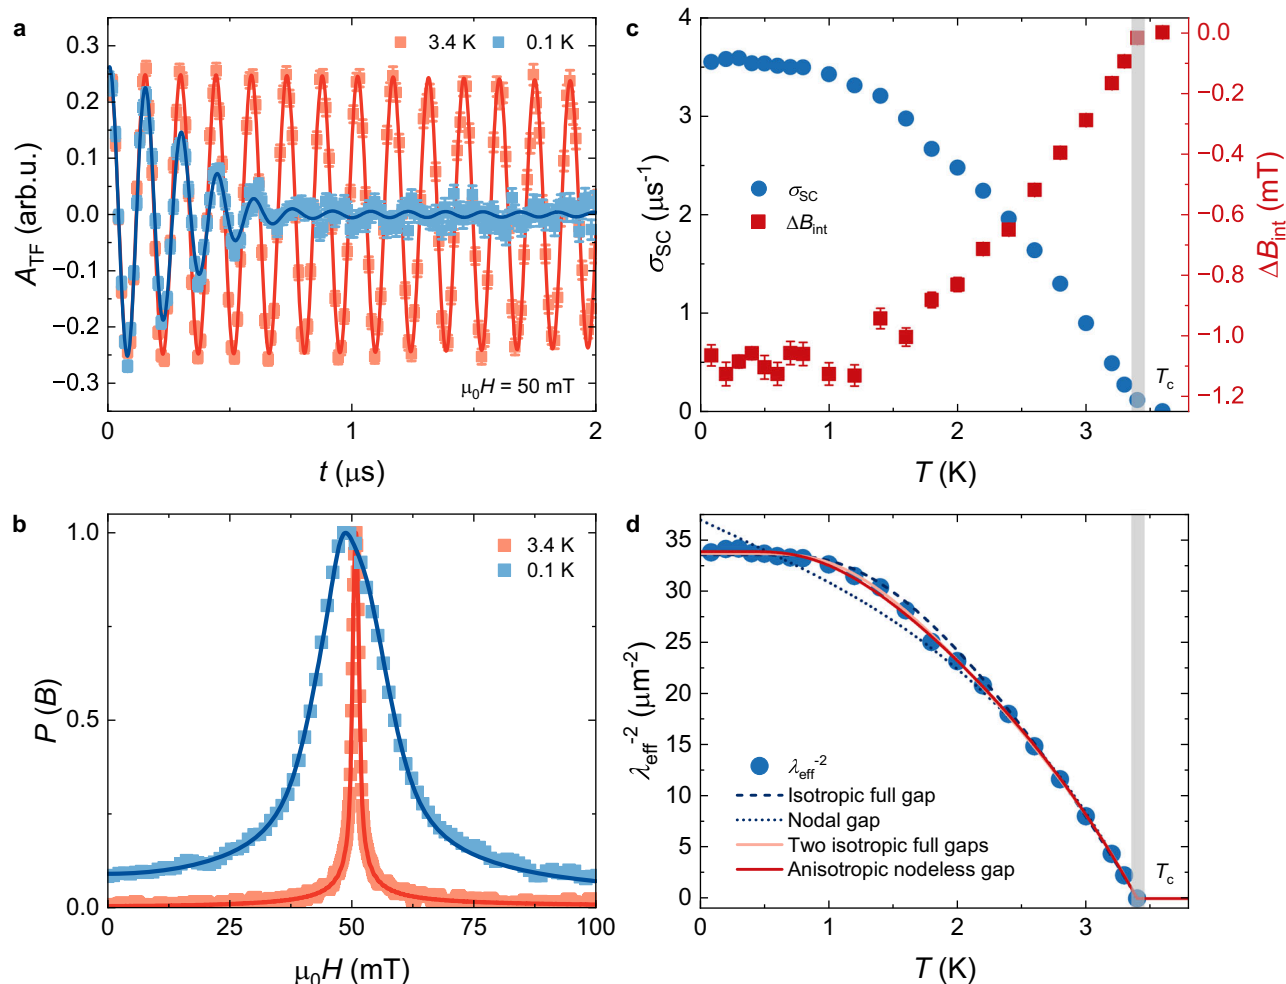 a
0.3
0.2
0.1
0.0
−0.1
−0.2
−0.3
A_TF (arb.u.)
3.4 K 0.1 K
μ₀H = 50 mT
0 1 2
t (μs)
b
1.0
0.5
0.0
P (B)
3.4 K
0.1 K
0 25 50 75 100
μ₀H (mT)
c
4
3
2
1
0
σ_SC (μs⁻¹)
σ_SC
ΔB_int
T_c
0.0
−0.2
−0.4
−0.6
−0.8
−1.0
−1.2
ΔB_int (mT)
0 1 2 3
T (K)
d
35
30
25
20
15
10
5
0
λ_eff⁻² (μm⁻²)
λ_eff⁻²
Isotropic full gap
Nodal gap
Two isotropic full gaps
Anisotropic nodeless gap
T_c
0 1 2 3
T (K)